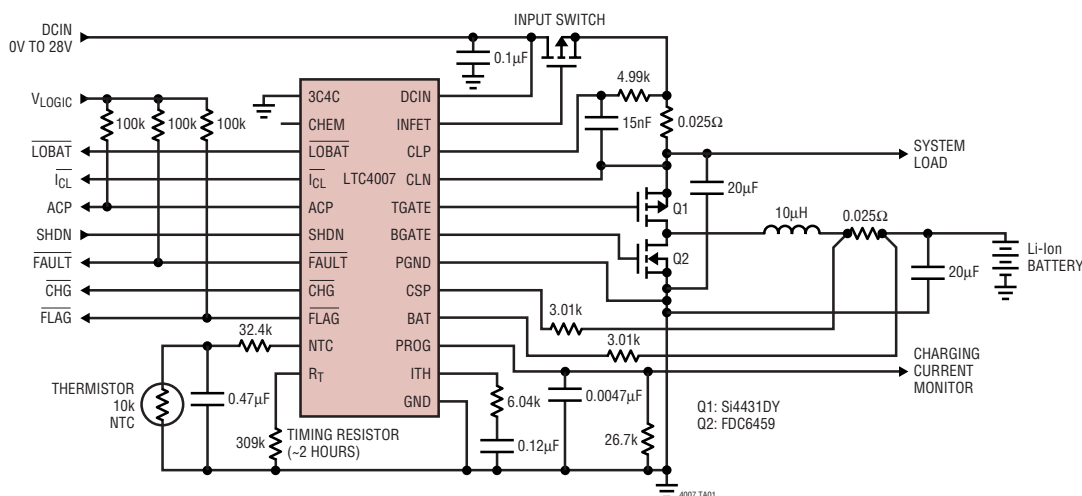 INPUT SWITCH
DCIN
0V TO 28V
0.1µF
VLOGIC
100k
100k
100k
LOBAT
ICL
ACP
SHDN
FAULT
CHG
FLAG
3C4C
CHEM
LOBAT
ICL
ACP
SHDN
FAULT
CHG
FLAG
NTC
RT
LTC4007
DCIN
INFET
CLP
CLN
TGATE
BGATE
PGND
CSP
BAT
PROG
ITH
GND
4.99k
15nF
0.025Ω
SYSTEM
LOAD
20µF
Q1
Q2
10µH
0.025Ω
20µF
Li-Ion
BATTERY
3.01k
3.01k
CHARGING
CURRENT
MONITOR
32.4k
THERMISTOR
10k
NTC
0.47µF
309k
TIMING RESISTOR
(~2 HOURS)
6.04k
0.12µF
0.0047µF
26.7k
Q1: Si4431DY
Q2: FDC6459
4007 TA01